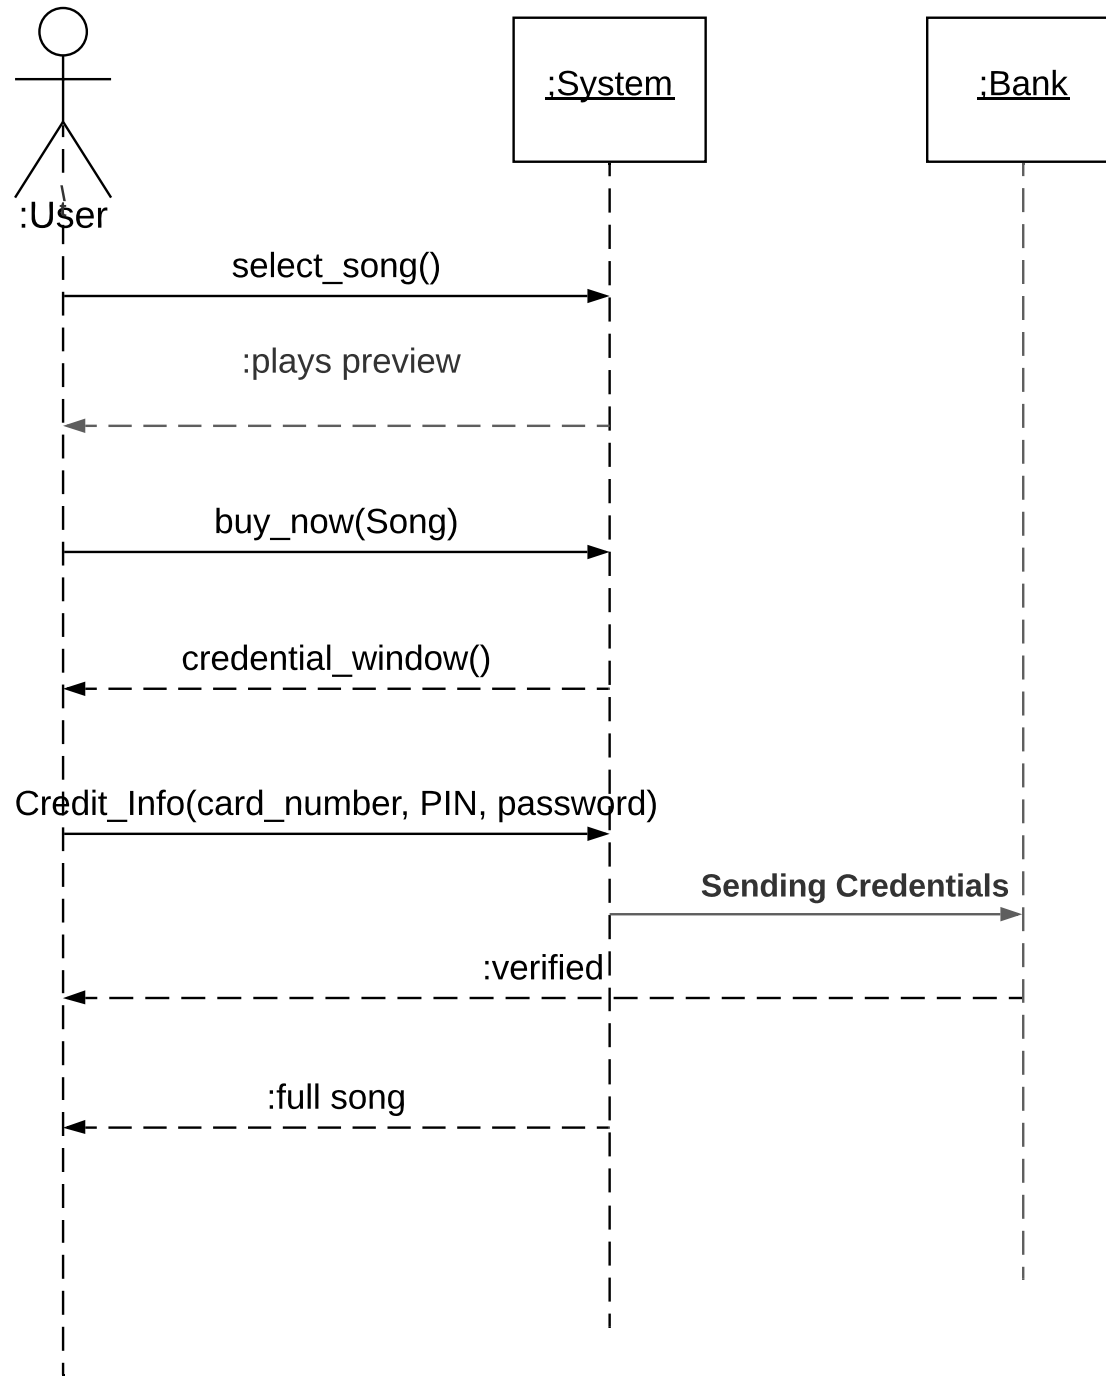 ;System
;Bank
:User
select_song()
:plays preview
buy_now(Song)
credential_window()
Credit_Info(card_number, PIN, password)
Sending Credentials
:verified
:full song